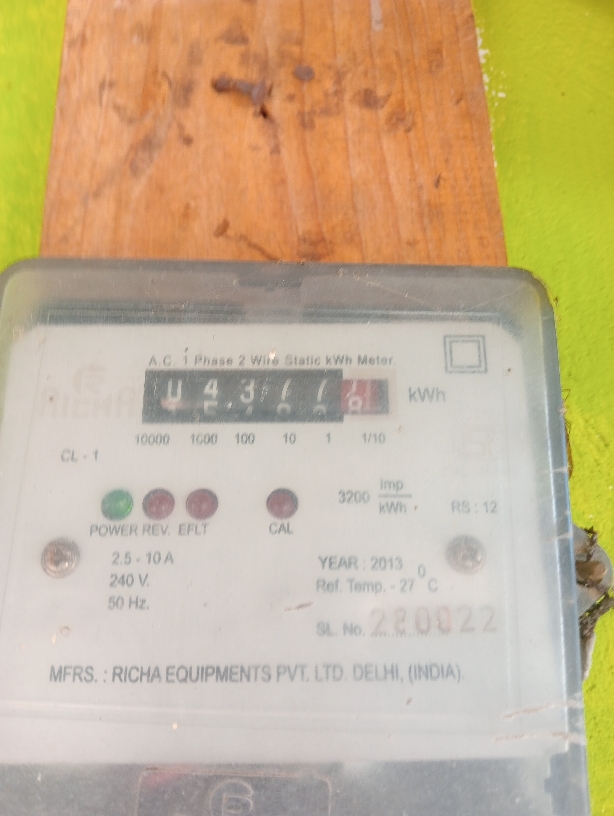 A.C. 1 Phase 2 Wire Static kWh Meter.
kWh
10000 1000 100 10 1 1/10
CL - 1
3200 imp/kWh
RS : 12
POWER REV. EFLT CAL
2.5 - 10 A
240 V.
50 Hz.
YEAR : 2013
Ref. Temp. - 27 0 C
SL. No. 280022
MFRS. : RICHA EQUIPMENTS PVT. LTD. DELHI, (INDIA).